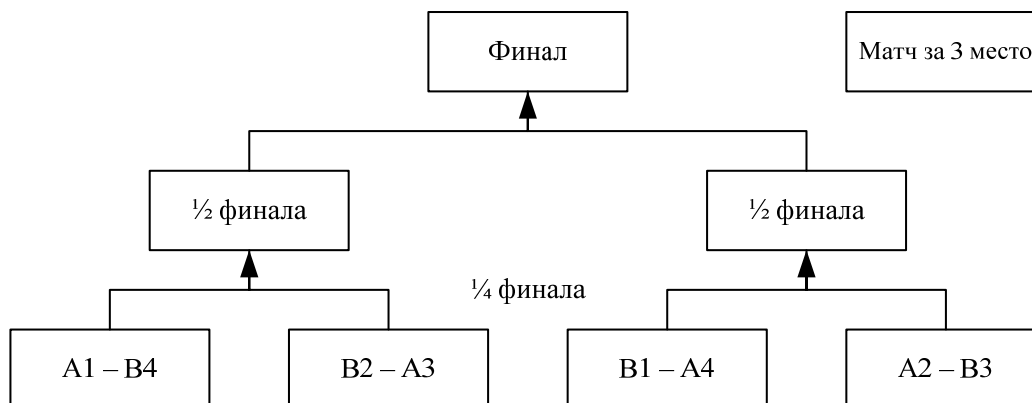 Финал
Матч за 3 место
½ финала
½ финала
¼ финала
A1 – B4
B2 – A3
B1 – A4
A2 – B3